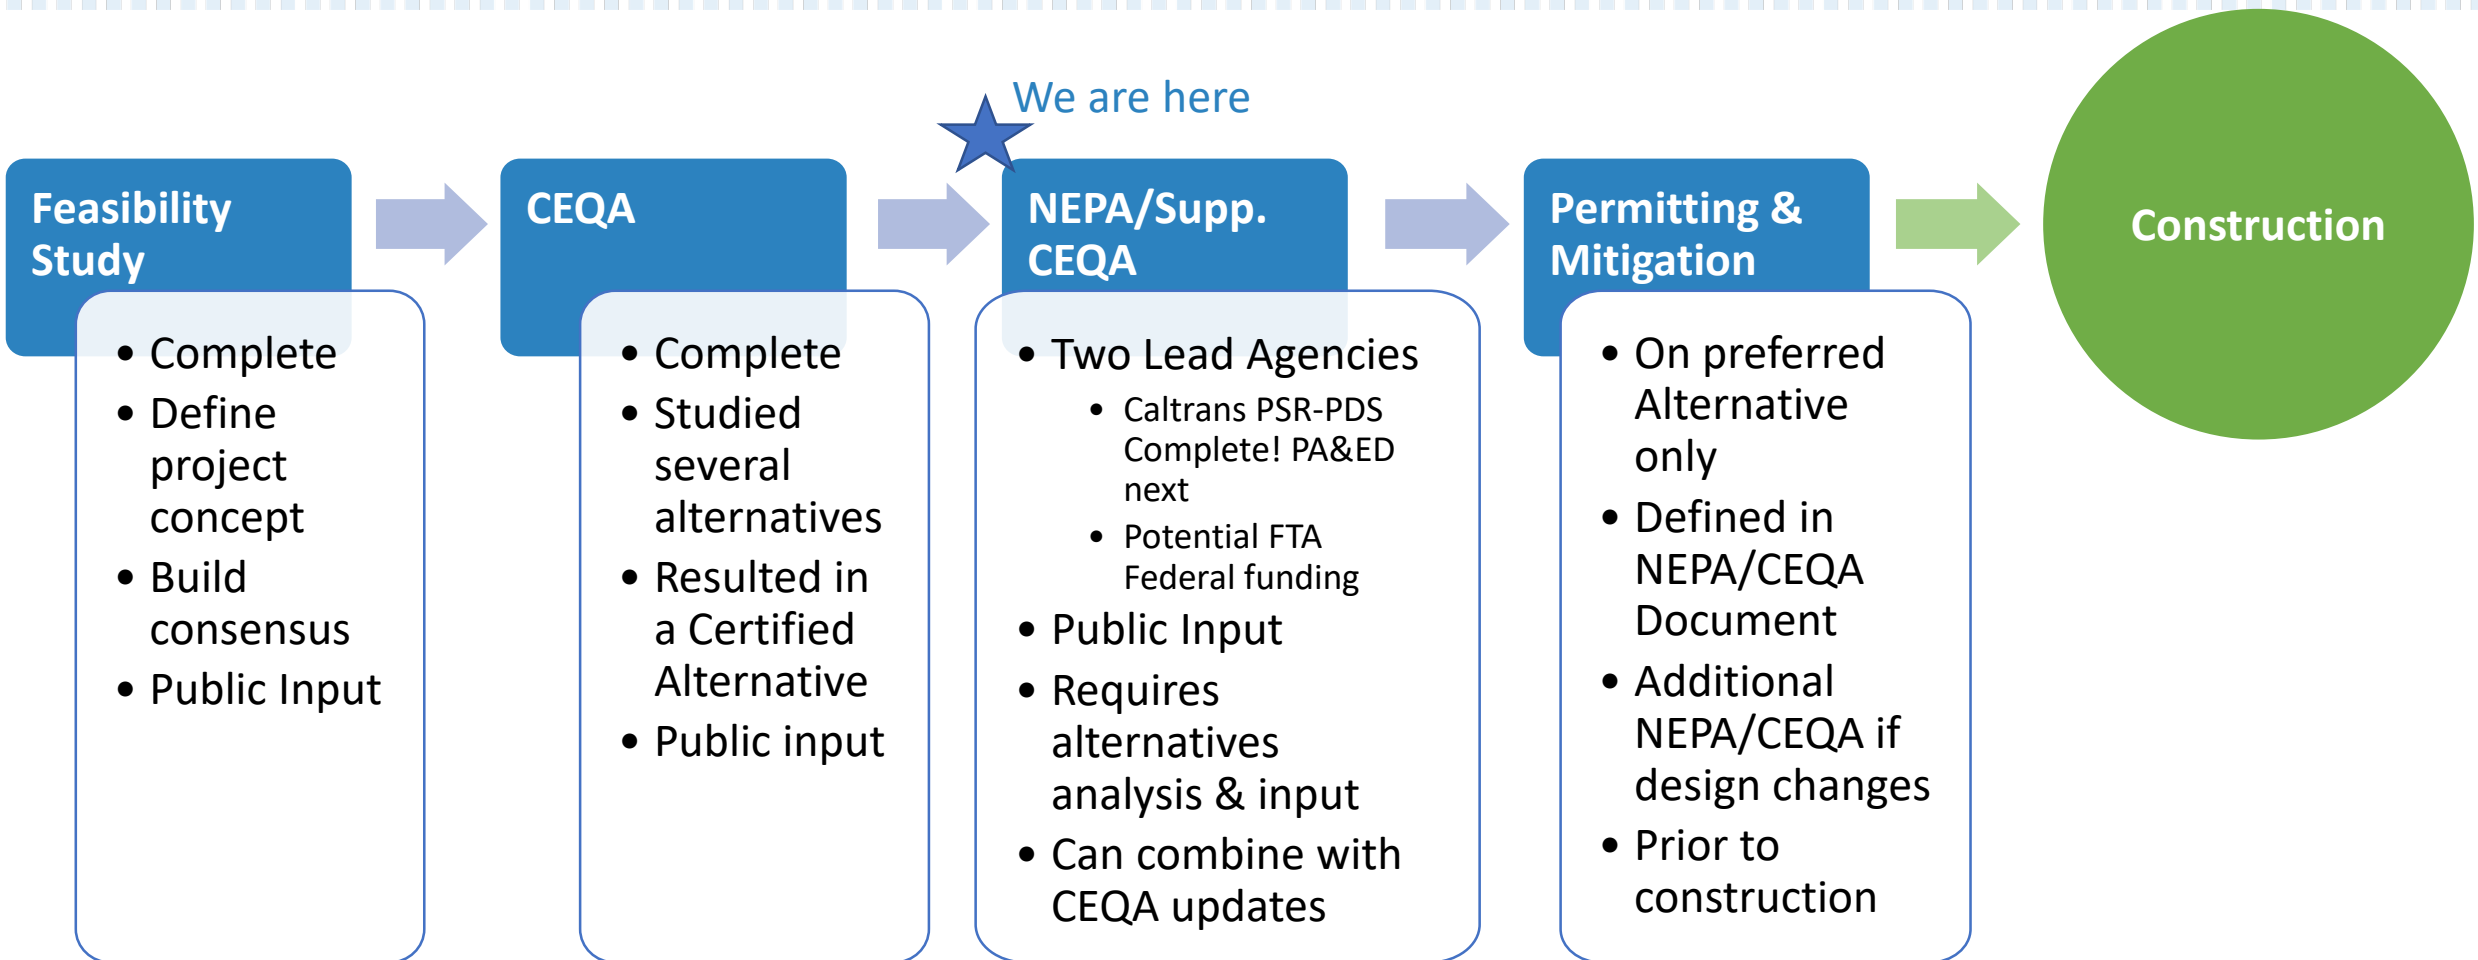 We are here
Feasibility
Study
• Complete
• Define
project
concept
• Build
consensus
• Public Input
CEQA
• Complete
• Studied
several
alternatives
• Resulted in
a Certified
Alternative
• Public input
NEPA/Supp.
CEQA
• Two Lead Agencies
• Caltrans PSR-PDS
Complete! PA&ED
next
• Potential FTA
Federal funding
• Public Input
• Requires
alternatives
analysis & input
• Can combine with
CEQA updates
Permitting &
Mitigation
• On preferred
Alternative
only
• Defined in
NEPA/CEQA
Document
• Additional
NEPA/CEQA if
design changes
• Prior to
construction
Construction